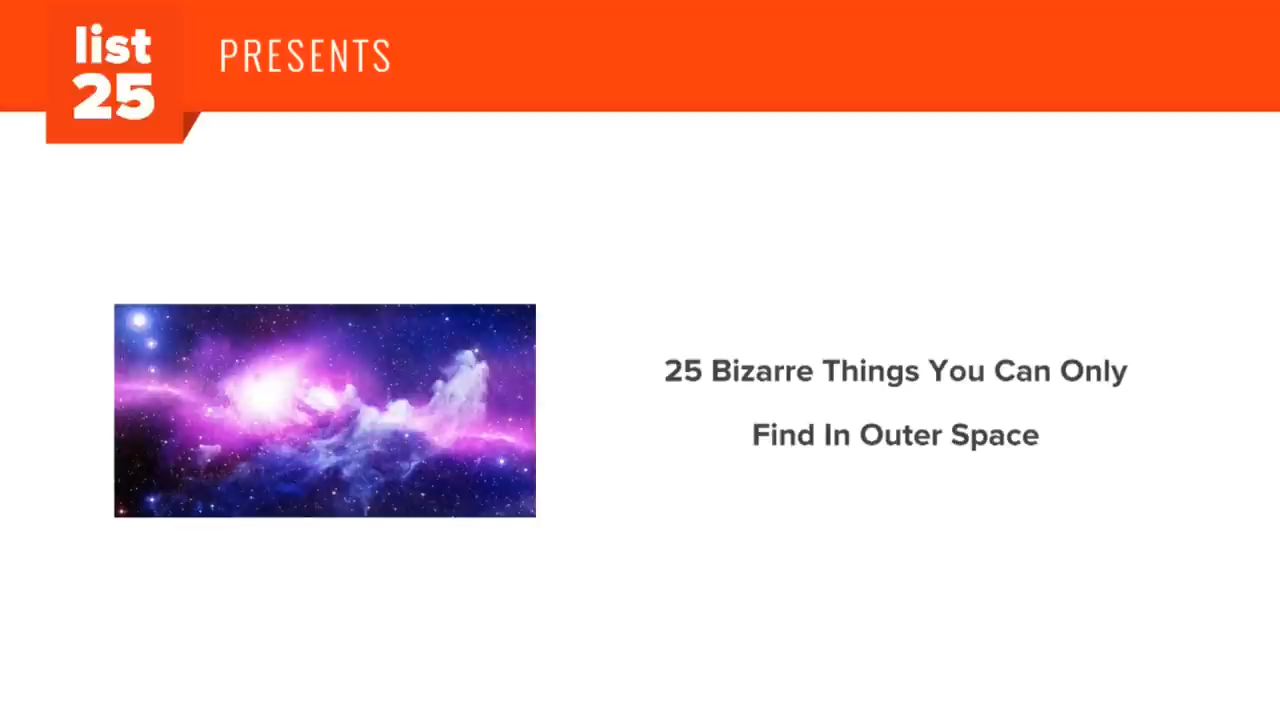 list
25
PRESENTS
25 Bizarre Things You Can Only
Find In Outer Space